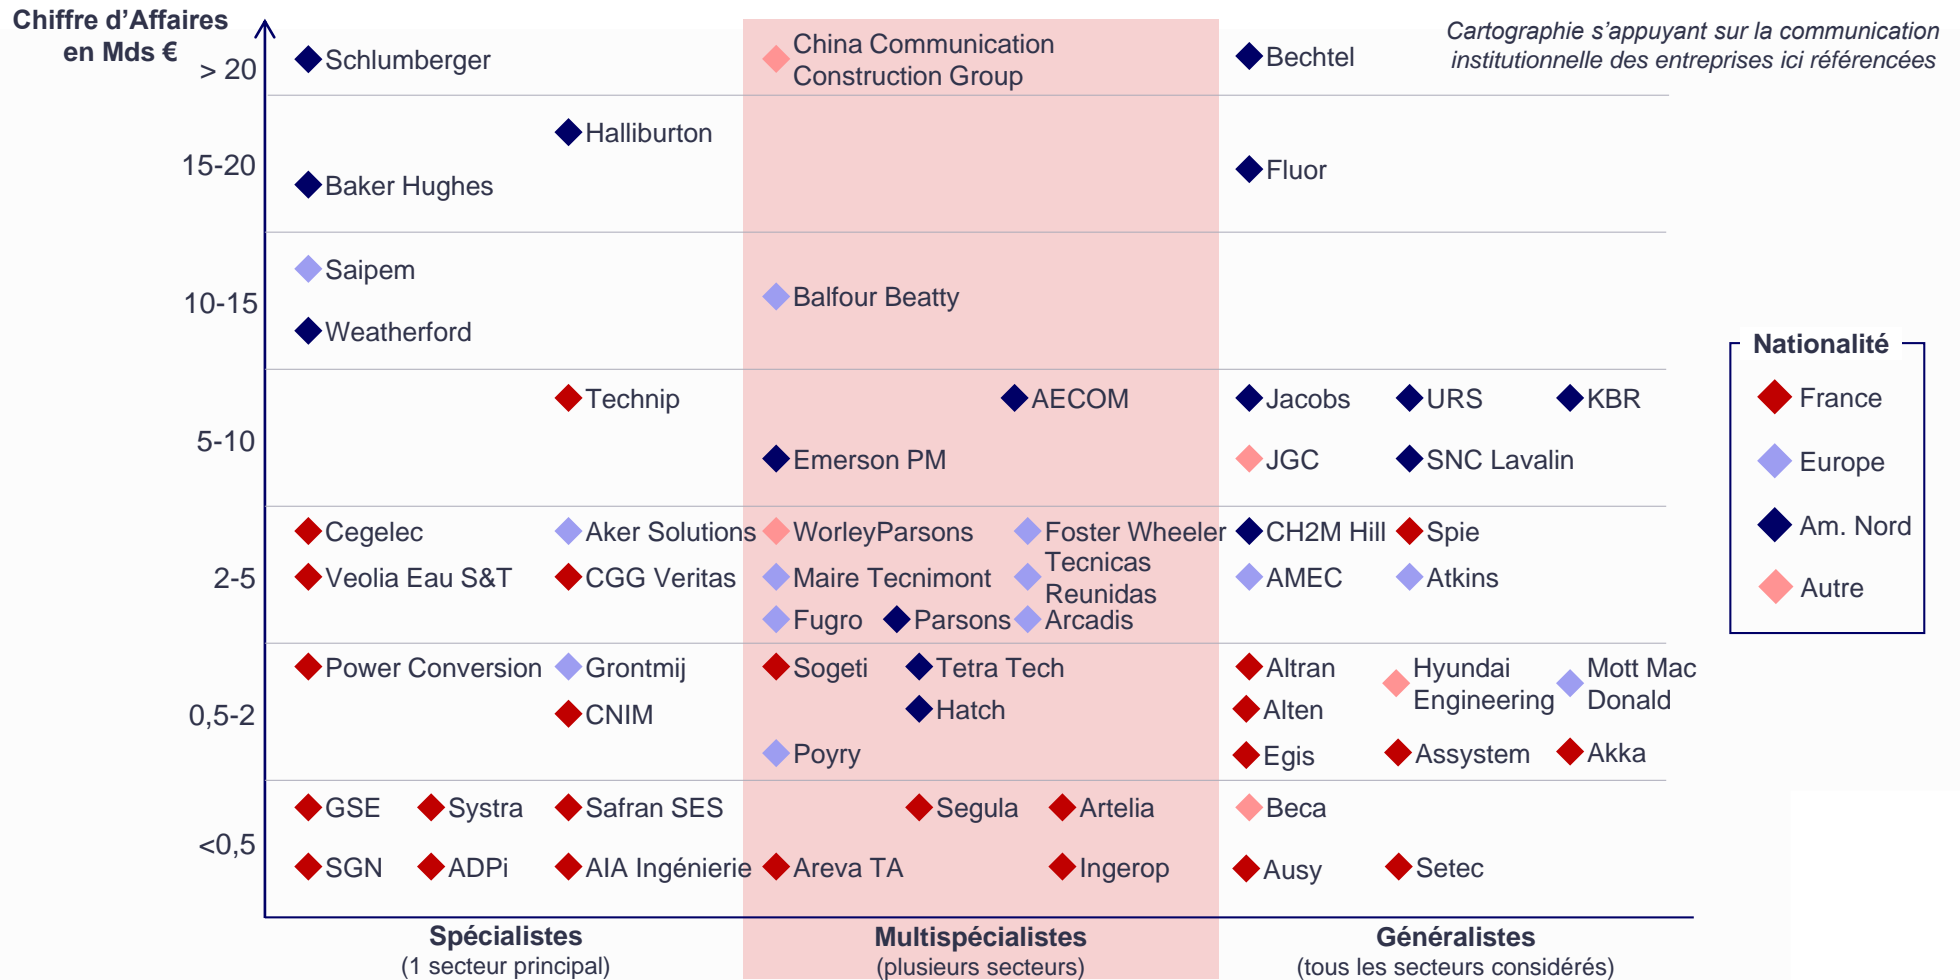 Chiffre d’Affaires
en Mds €
Cartographie s’appuyant sur la communication
institutionnelle des entreprises ici référencées
> 20
Schlumberger
China Communication
Construction Group
Bechtel
15-20
Halliburton
Baker Hughes
Fluor
10-15
Saipem
Weatherford
Balfour Beatty
5-10
Technip
AECOM
Jacobs
URS
KBR
Emerson PM
JGC
SNC Lavalin
2-5
Cegelec
Aker Solutions
WorleyParsons
Foster Wheeler
CH2M Hill
Spie
Veolia Eau S&T
CGG Veritas
Maire Tecnimont
Tecnicas
Reunidas
AMEC
Atkins
Fugro
Parsons
Arcadis
0,5-2
Power Conversion
Grontmij
Sogeti
Tetra Tech
Altran
Hyundai
Engineering
Mott Mac
Donald
CNIM
Hatch
Alten
Poyry
Egis
Assystem
Akka
<0,5
GSE
Systra
Safran SES
Segula
Artelia
Beca
SGN
ADPi
AIA Ingénierie
Areva TA
Ingerop
Ausy
Setec
Spécialistes
(1 secteur principal)
Multispécialistes
(plusieurs secteurs)
Généralistes
(tous les secteurs considérés)
Nationalité
France
Europe
Am. Nord
Autre